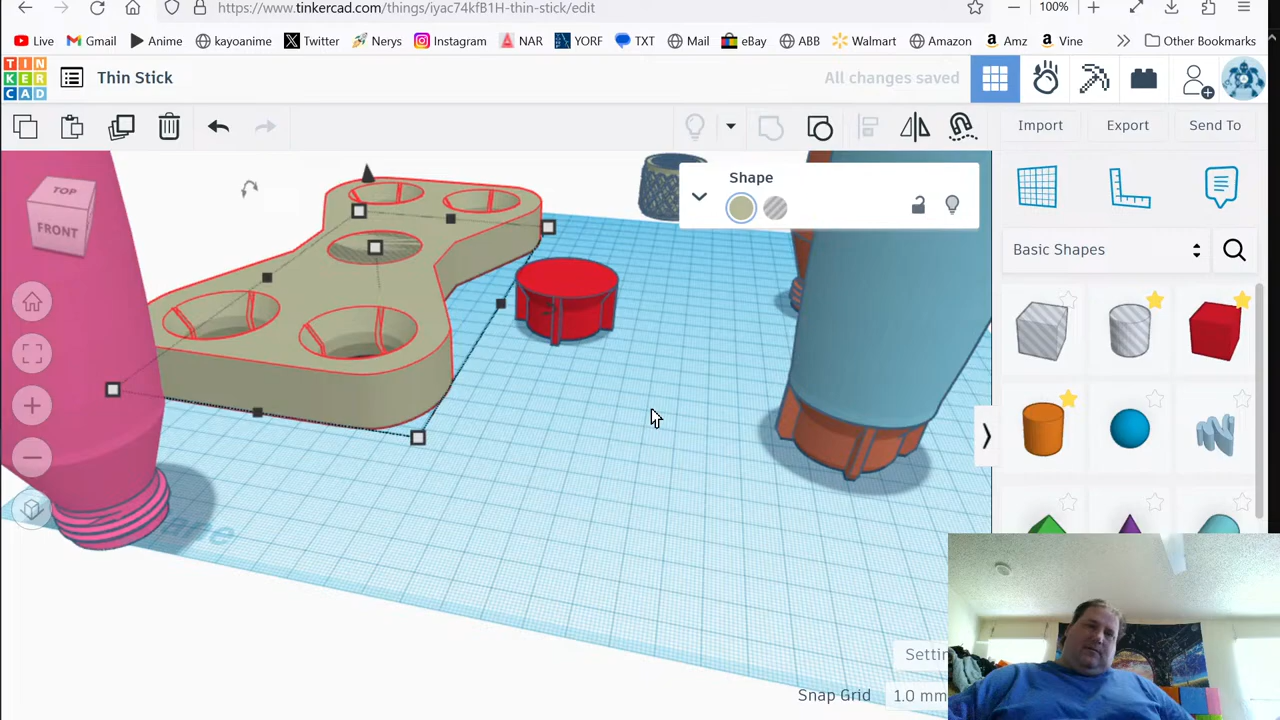 https://www.tinkercad.com/things/iyac74kfB1H-thin-stick/edit
100%
Live
Gmail
Anime
kayoanime
Twitter
Nerys
Instagram
NAR
YORF
TXT
Mail
eBay
ABB
Walmart
Amazon
Amz
Vine
Other Bookmarks
TIN
KER
CAD
Thin Stick
All changes saved
Import
Export
Send To
Shape
TOP
FRONT
Basic Shapes
Snap Grid
1.0 mm